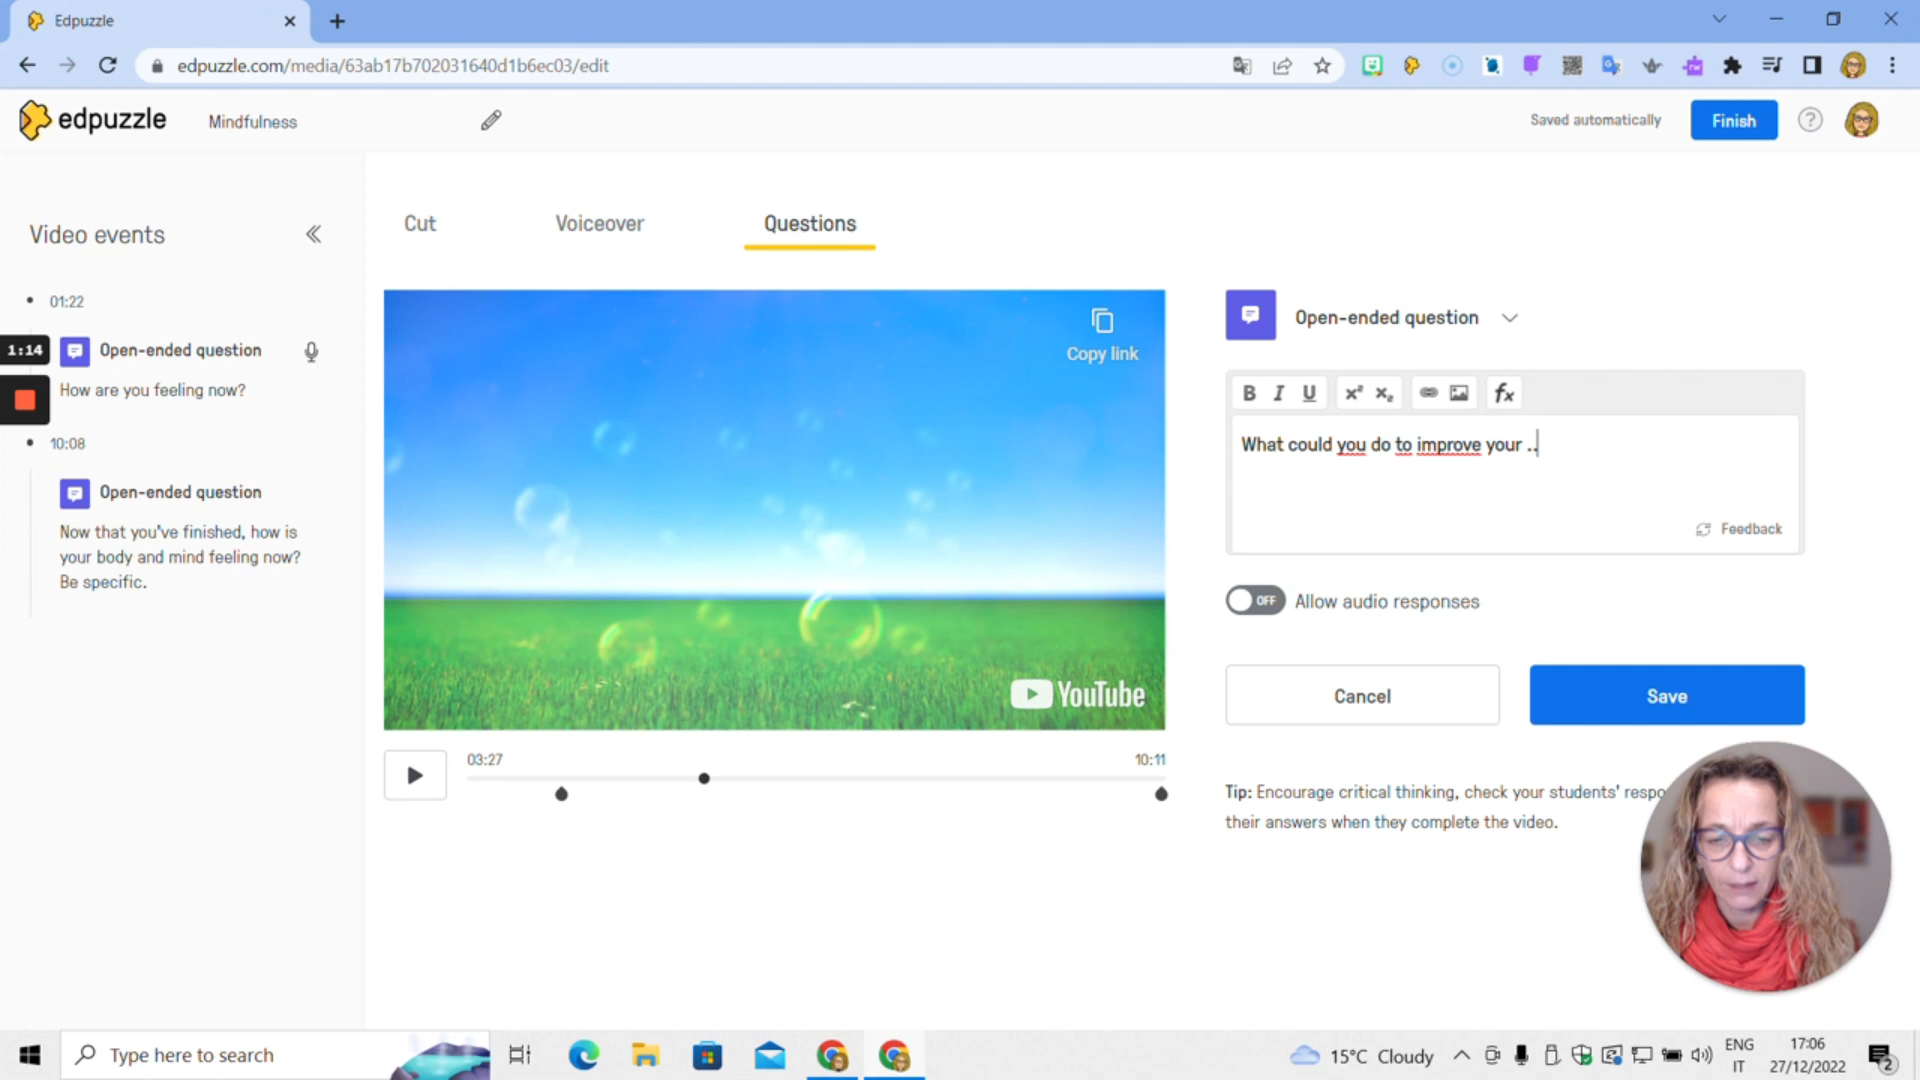 Edpuzzle
edpuzzle.com/media/63ab17b702031640d1b6ec03/edit
edpuzzle
Mindfulness
Saved automatically
Finish
?
Video events
Cut
Voiceover
Questions
01:22
1:14
Open-ended question
How are you feeling now?
10:08
Open-ended question
Now that you've finished, how is
your body and mind feeling now?
Be specific.
Copy link
YouTube
03:27
10:11
Open-ended question
B I U x² x₂ fx
What could you do to improve your ..
Feedback
OFF
Allow audio responses
Cancel
Save
Tip: Encourage critical thinking, check your students' respo
their answers when they complete the video.
Type here to search
15°C Cloudy
ENG
IT
17:06
27/12/2022
2